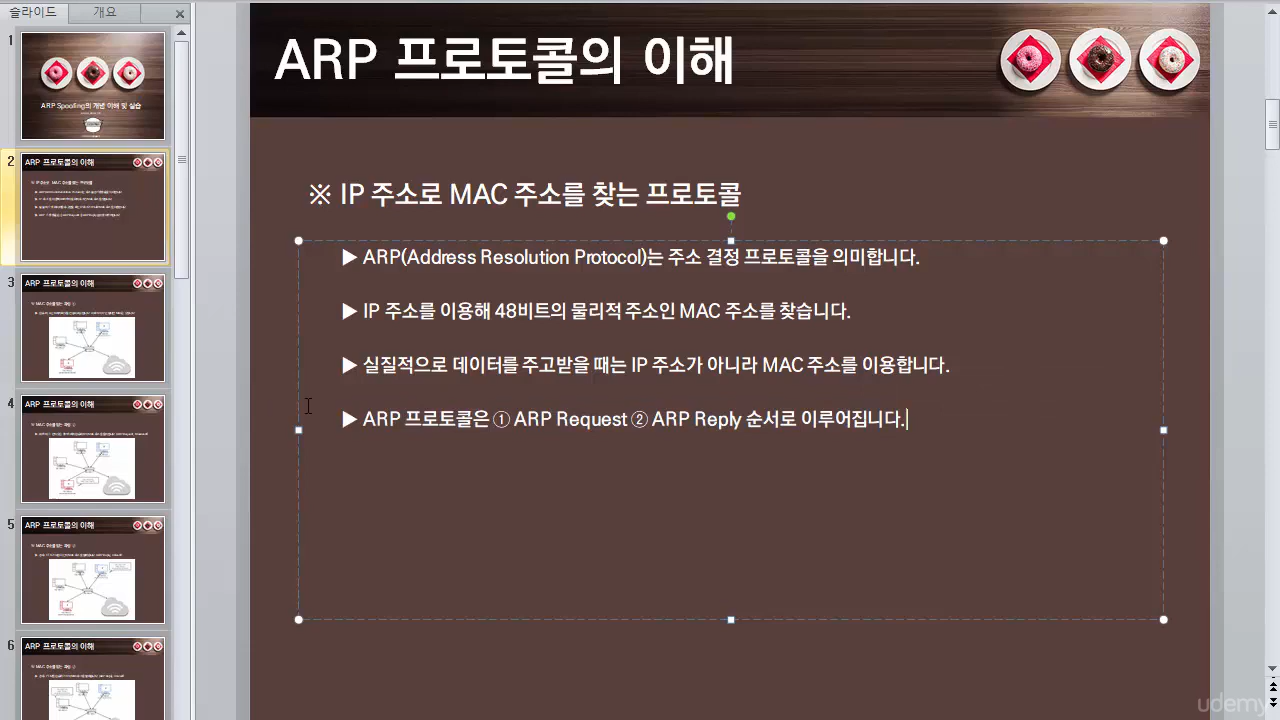 슬라이드
개요
1
ARP Spoofing의 개념 이해 및 실습
2
ARP 프로토콜의 이해
3
ARP 프로토콜의 이해
4
ARP 프로토콜의 이해
5
ARP 프로토콜의 이해
6
ARP 프로토콜의 이해
ARP 프로토콜의 이해
※ IP 주소로 MAC 주소를 찾는 프로토콜
▶ ARP(Address Resolution Protocol)는 주소 결정 프로토콜을 의미합니다.
▶ IP 주소를 이용해 48비트의 물리적 주소인 MAC 주소를 찾습니다.
▶ 실질적으로 데이터를 주고받을 때는 IP 주소가 아니라 MAC 주소를 이용합니다.
▶ ARP 프로토콜은 ① ARP Request ② ARP Reply 순서로 이루어집니다.
udemy